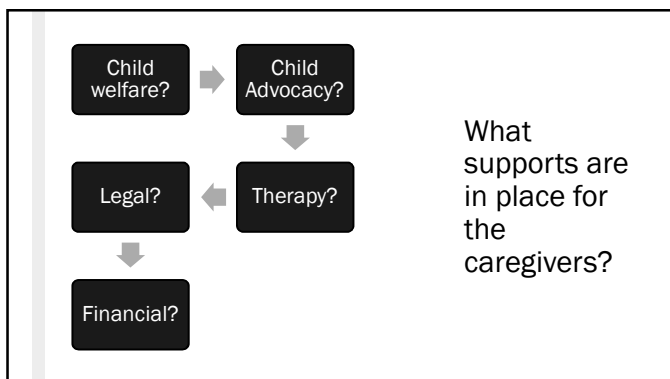 Child
welfare?
Child
Advocacy?
Therapy?
Legal?
Financial?
What
supports are
in place for
the
caregivers?